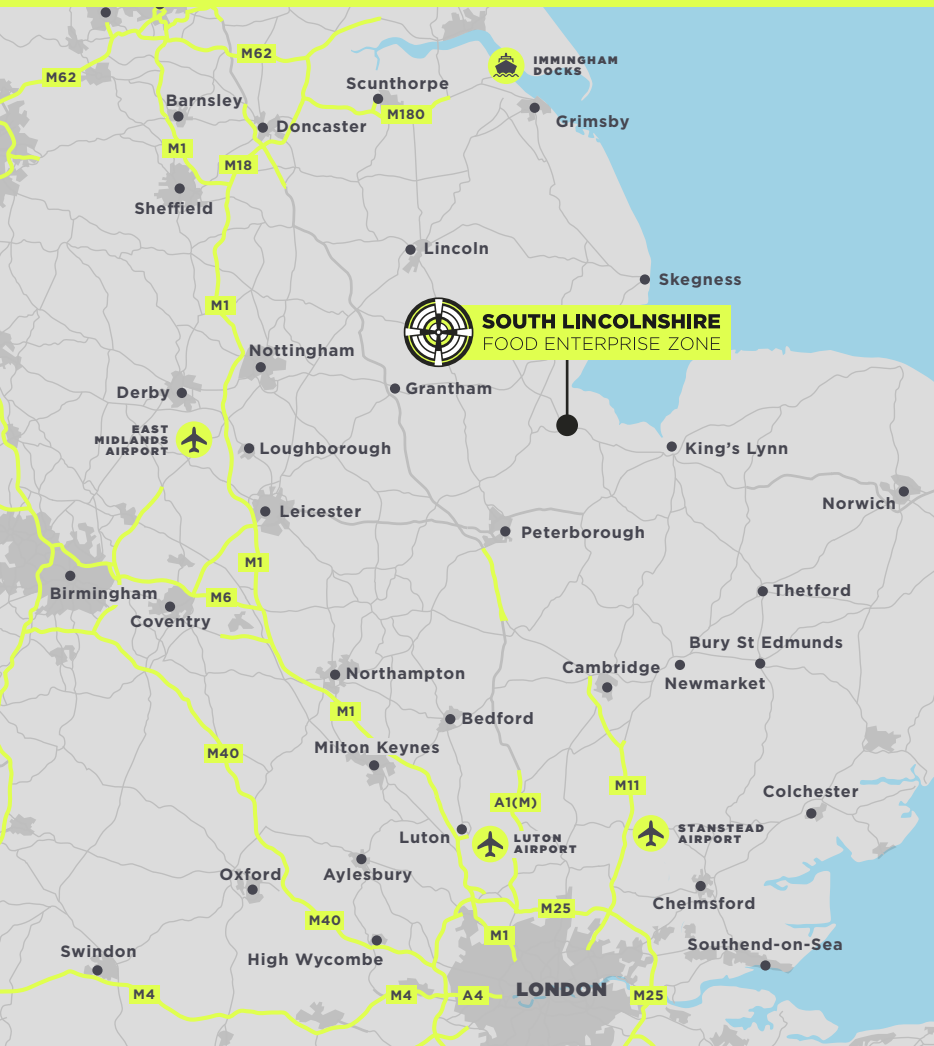 M62
M62
IMMINGHAM
DOCKS
Scunthorpe
Barnsley
M180
Grimsby
Doncaster
M1
M18
Sheffield
Lincoln
Skegness
M1
SOUTH LINCOLNSHIRE
FOOD ENTERPRISE ZONE
Nottingham
Derby
Grantham
EAST
MIDLANDS
AIRPORT
Loughborough
King's Lynn
Norwich
Leicester
Peterborough
M1
Birmingham
M6
Thetford
Coventry
Bury St Edmunds
Cambridge
Northampton
Newmarket
M1
Bedford
Milton Keynes
M40
M11
Colchester
A1(M)
Luton
LUTON
AIRPORT
STANSTEAD
AIRPORT
Oxford
Aylesbury
Chelmsford
M25
M40
M1
Southend-on-Sea
Swindon
High Wycombe
LONDON
M4
M4
A4
M25